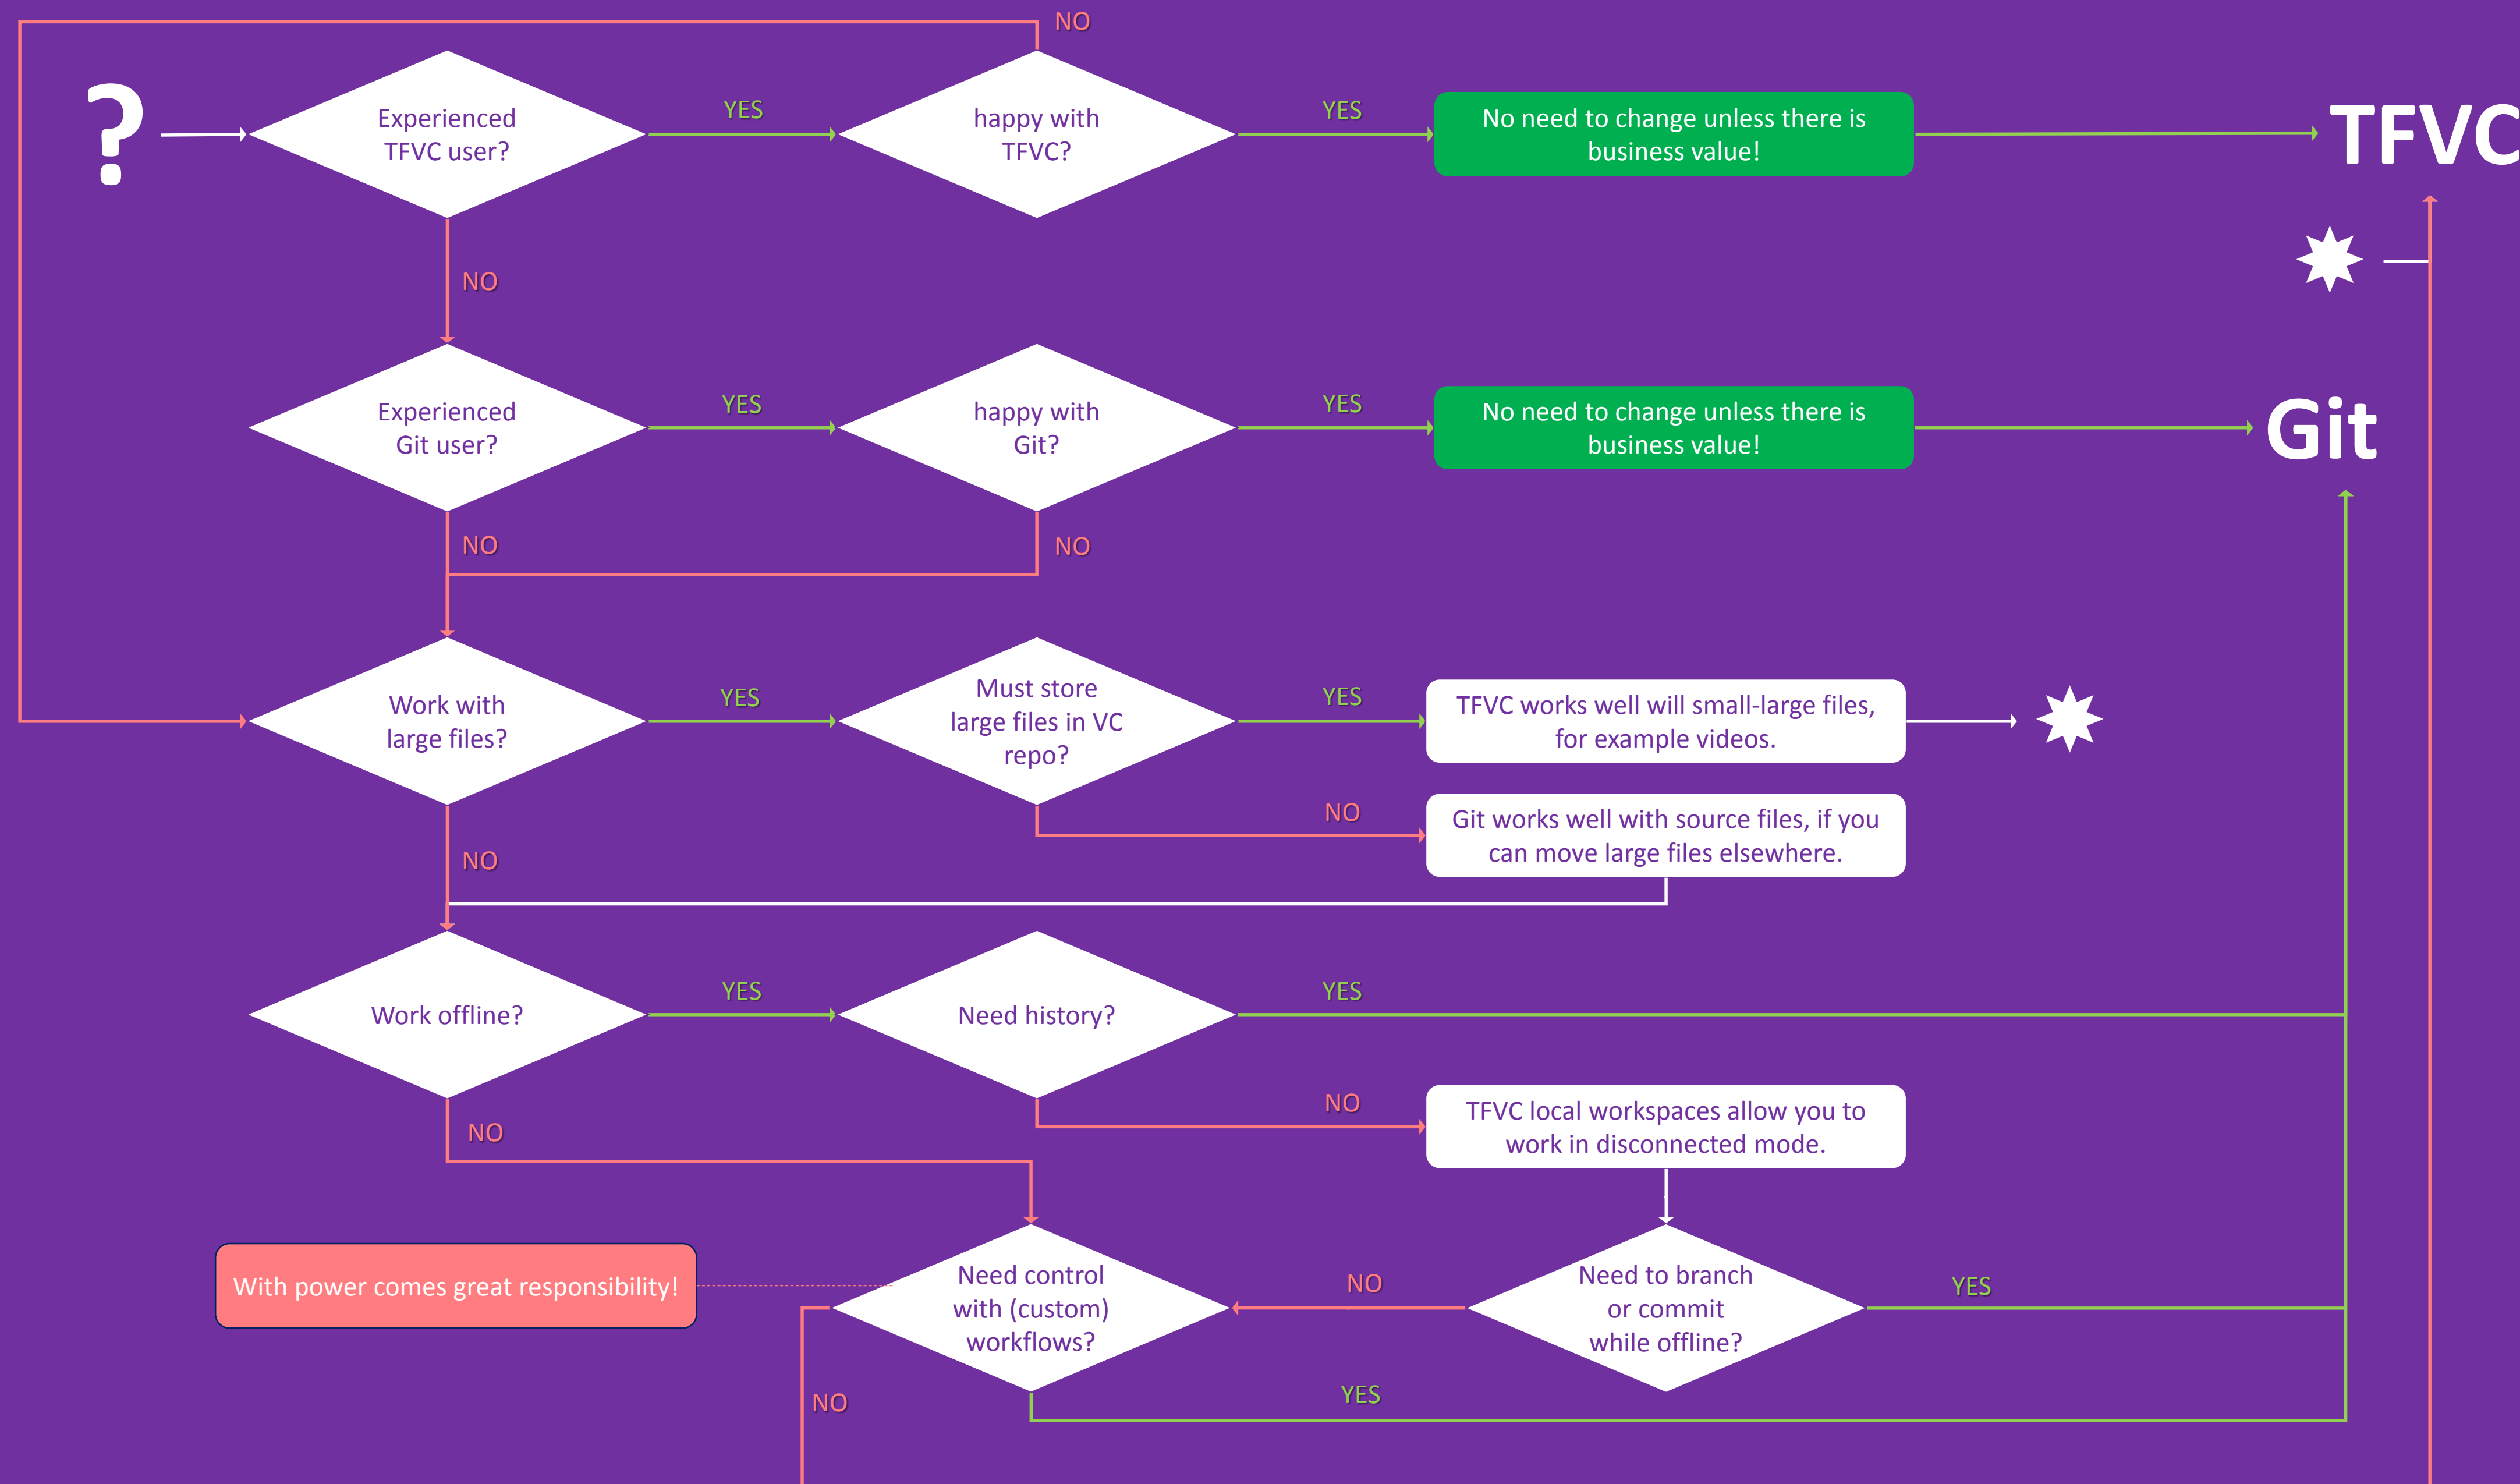 NO
?
Experienced
TFVC user?
YES
happy with
TFVC?
YES
No need to change unless there is
business value!
TFVC
NO
Experienced
Git user?
YES
happy with
Git?
YES
No need to change unless there is
business value!
Git
NO
NO
Work with
large files?
YES
Must store
large files in VC
repo?
YES
TFVC works well will small-large files,
for example videos.
NO
Git works well with source files, if you
can move large files elsewhere.
NO
Work offline?
YES
Need history?
YES
NO
TFVC local workspaces allow you to
work in disconnected mode.
NO
With power comes great responsibility!
Need control
with (custom)
workflows?
NO
Need to branch
or commit
while offline?
YES
NO
YES